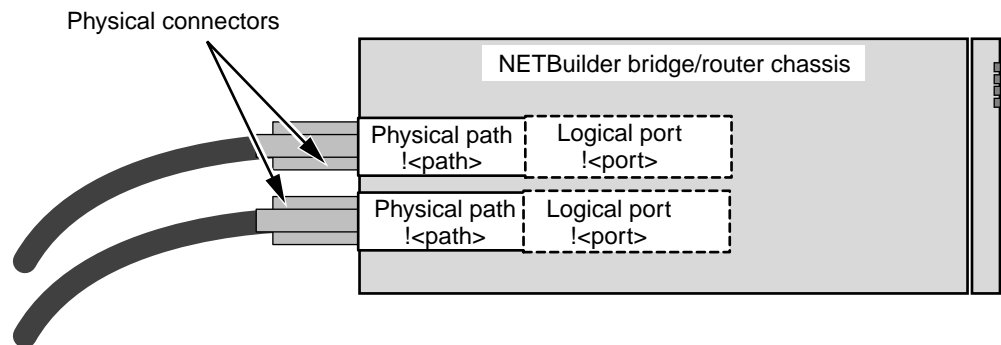 Physical connectors
NETBuilder bridge/router chassis
Physical path
!<path>
Logical port
!<port>
Physical path
!<path>
Logical port
!<port>